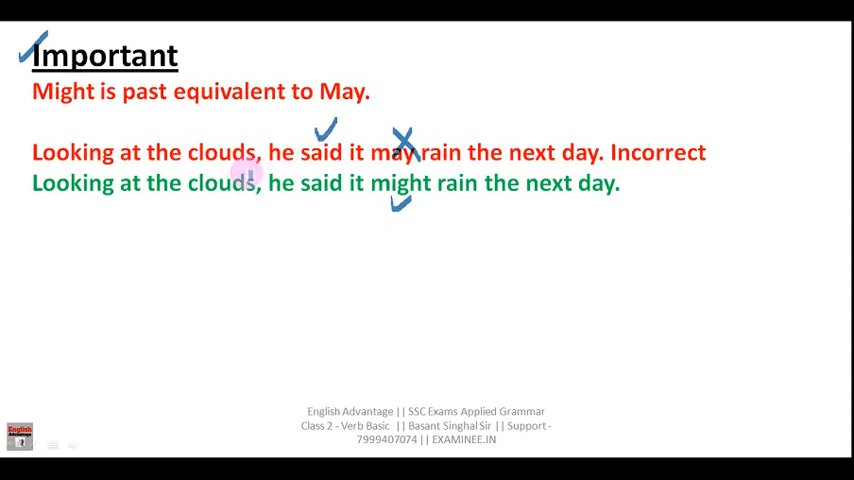 Important
Might is past equivalent to May.
Looking at the clouds, he said it may rain the next day. Incorrect
Looking at the clouds, he said it might rain the next day.
English Advantage || SSC Exams Applied Grammar
Class 2 - Verb Basic || Basant Singhal Sir || Support -
7999407074 || EXAMINEE.IN
English
Advantage